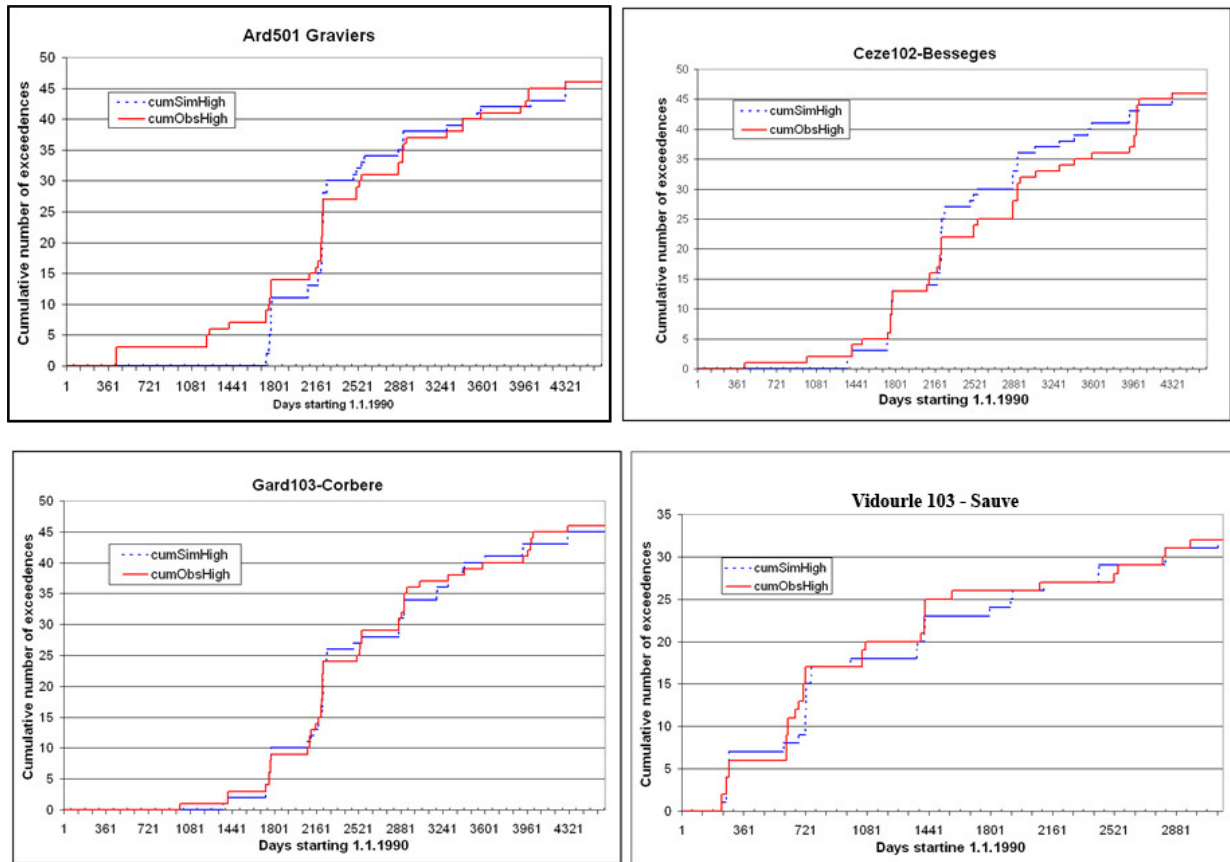 Ard501 Graviers
Cumulative number of exceedences
50
45
40
35
30
25
20
15
10
5
0
cumSimHigh
cumObsHigh
1 361 721 1081 1441 1801 2161 2521 2881 3241 3601 3961 4321
Days starting 1.1.1990
Ceze102-Besseges
Cumulative number of exceedences
50
45
40
35
30
25
20
15
10
5
0
cumSimHigh
cumObsHigh
1 361 721 1081 1441 1801 2161 2521 2881 3241 3601 3961 4321
Days starting 1.1.1990
Gard103-Corbere
Cumulative number of exceedences
50
45
40
35
30
25
20
15
10
5
0
cumSimHigh
cumObsHigh
1 361 721 1081 1441 1801 2161 2521 2881 3241 3601 3961 4321
Days starting 1.1.1990
Vidourle 103 - Sauve
Cumulative number of exceedences
35
30
25
20
15
10
5
0
cumSimHigh
cumObsHigh
1 361 721 1081 1441 1801 2161 2521 2881
Days startine 1.1.1990